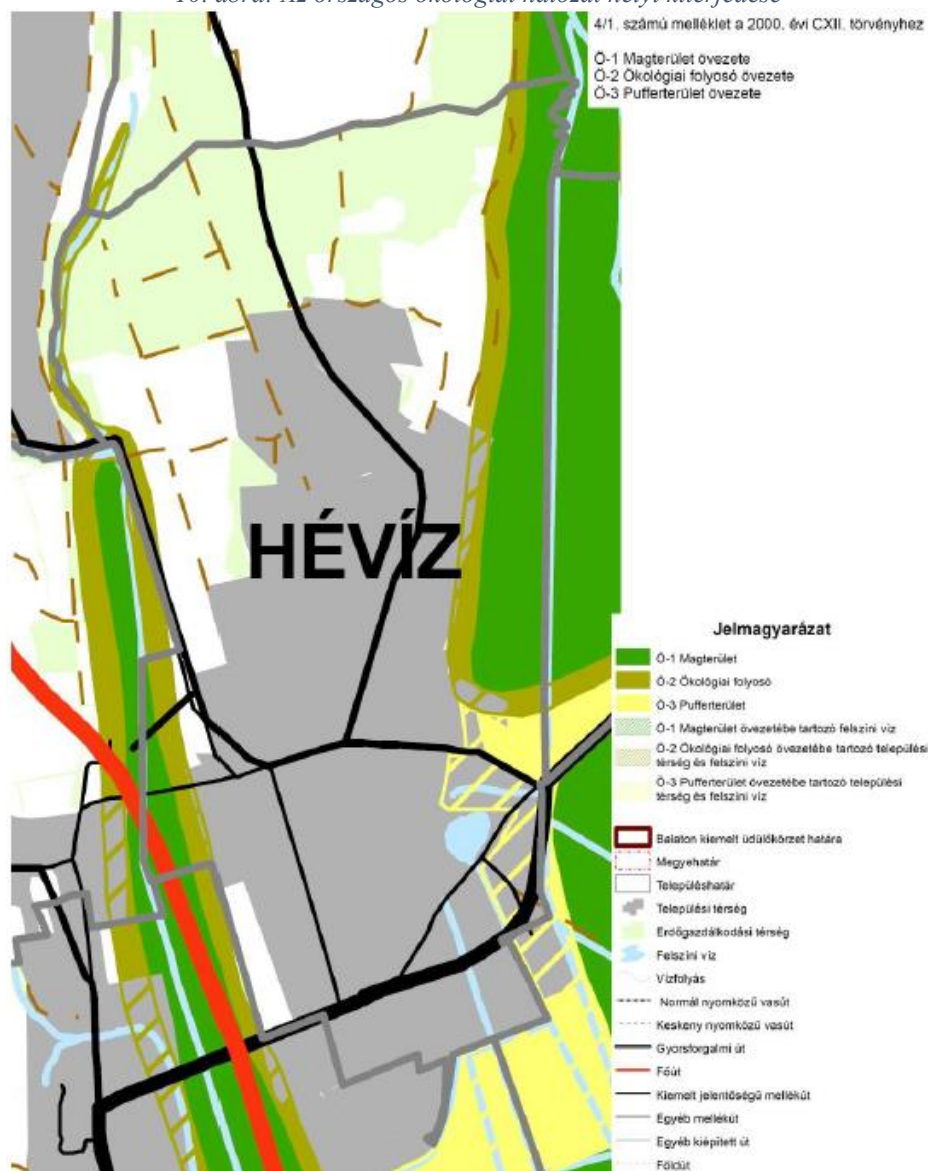 10. ábra: Az országos ökológiai hálózat helyi kiterjedése
4/1. számú melléklet a 2000. évi CXII. törvényhez
Ö-1 Magterület övezete
Ö-2 Ökológiai folyosó övezete
Ö-3 Pufferterület övezete
HÉVÍZ
Jelmagyarázat
Ö-1 Magterület
Ö-2 Ökológiai folyosó
Ö-3 Pufferterület
Ö-1 Magterület övezetébe tartozó felszíni víz
Ö-2 Ökológiai folyosó övezetébe tartozó települési
térség és felszíni víz
Ö-3 Pufferterület övezetébe tartozó települési
térség és felszíni víz
Balaton kiemelt üdülőkörzet határa
Megyehatár
Településhatár
Települési térség
Erdőgazdálkodási térség
Felszíni víz
Vízfolyás
Normál nyomközű vasút
Keskeny nyomközű vasút
Gyorsforgalmi út
Főút
Kiemelt jelentőségű mellékút
Egyéb mellékút
Egyéb kiépített út
Földút